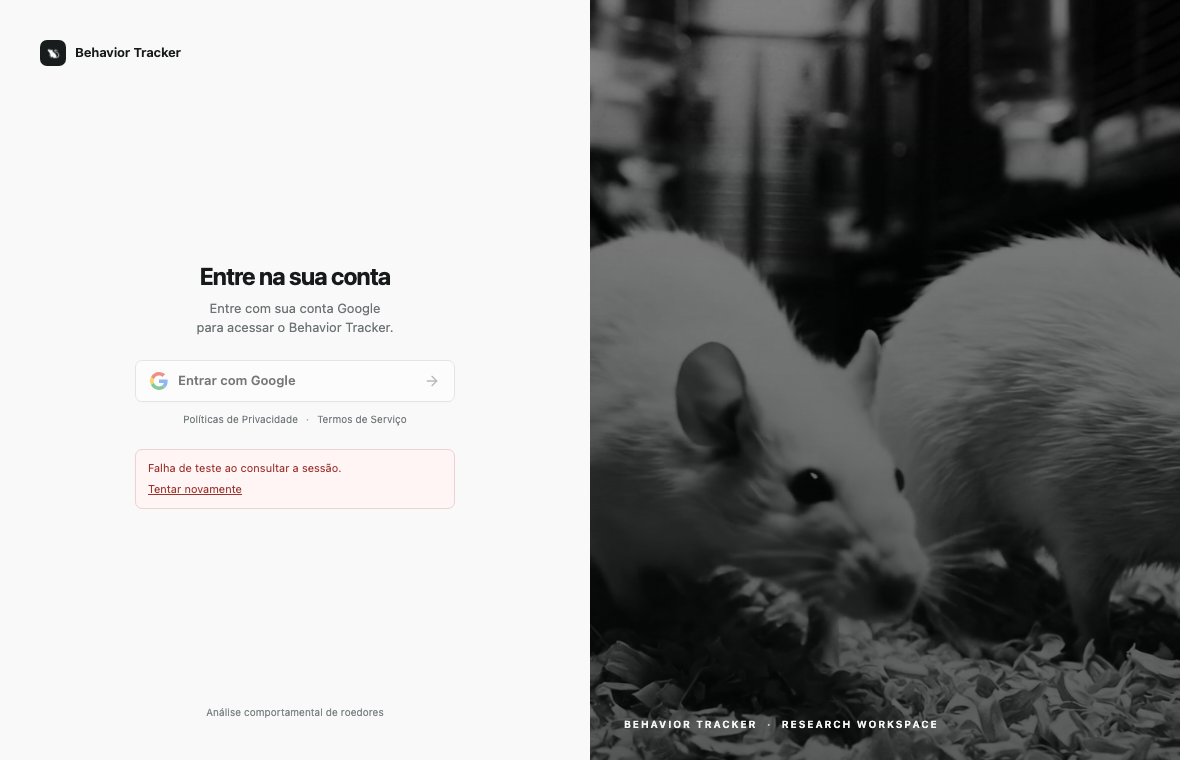 Behavior Tracker
Entre na sua conta
Entre com sua conta Google
para acessar o Behavior Tracker.
Entrar com Google
Políticas de Privacidade · Termos de Serviço
Falha de teste ao consultar a sessão.
Tentar novamente
Análise comportamental de roedores
BEHAVIOR TRACKER · RESEARCH WORKSPACE